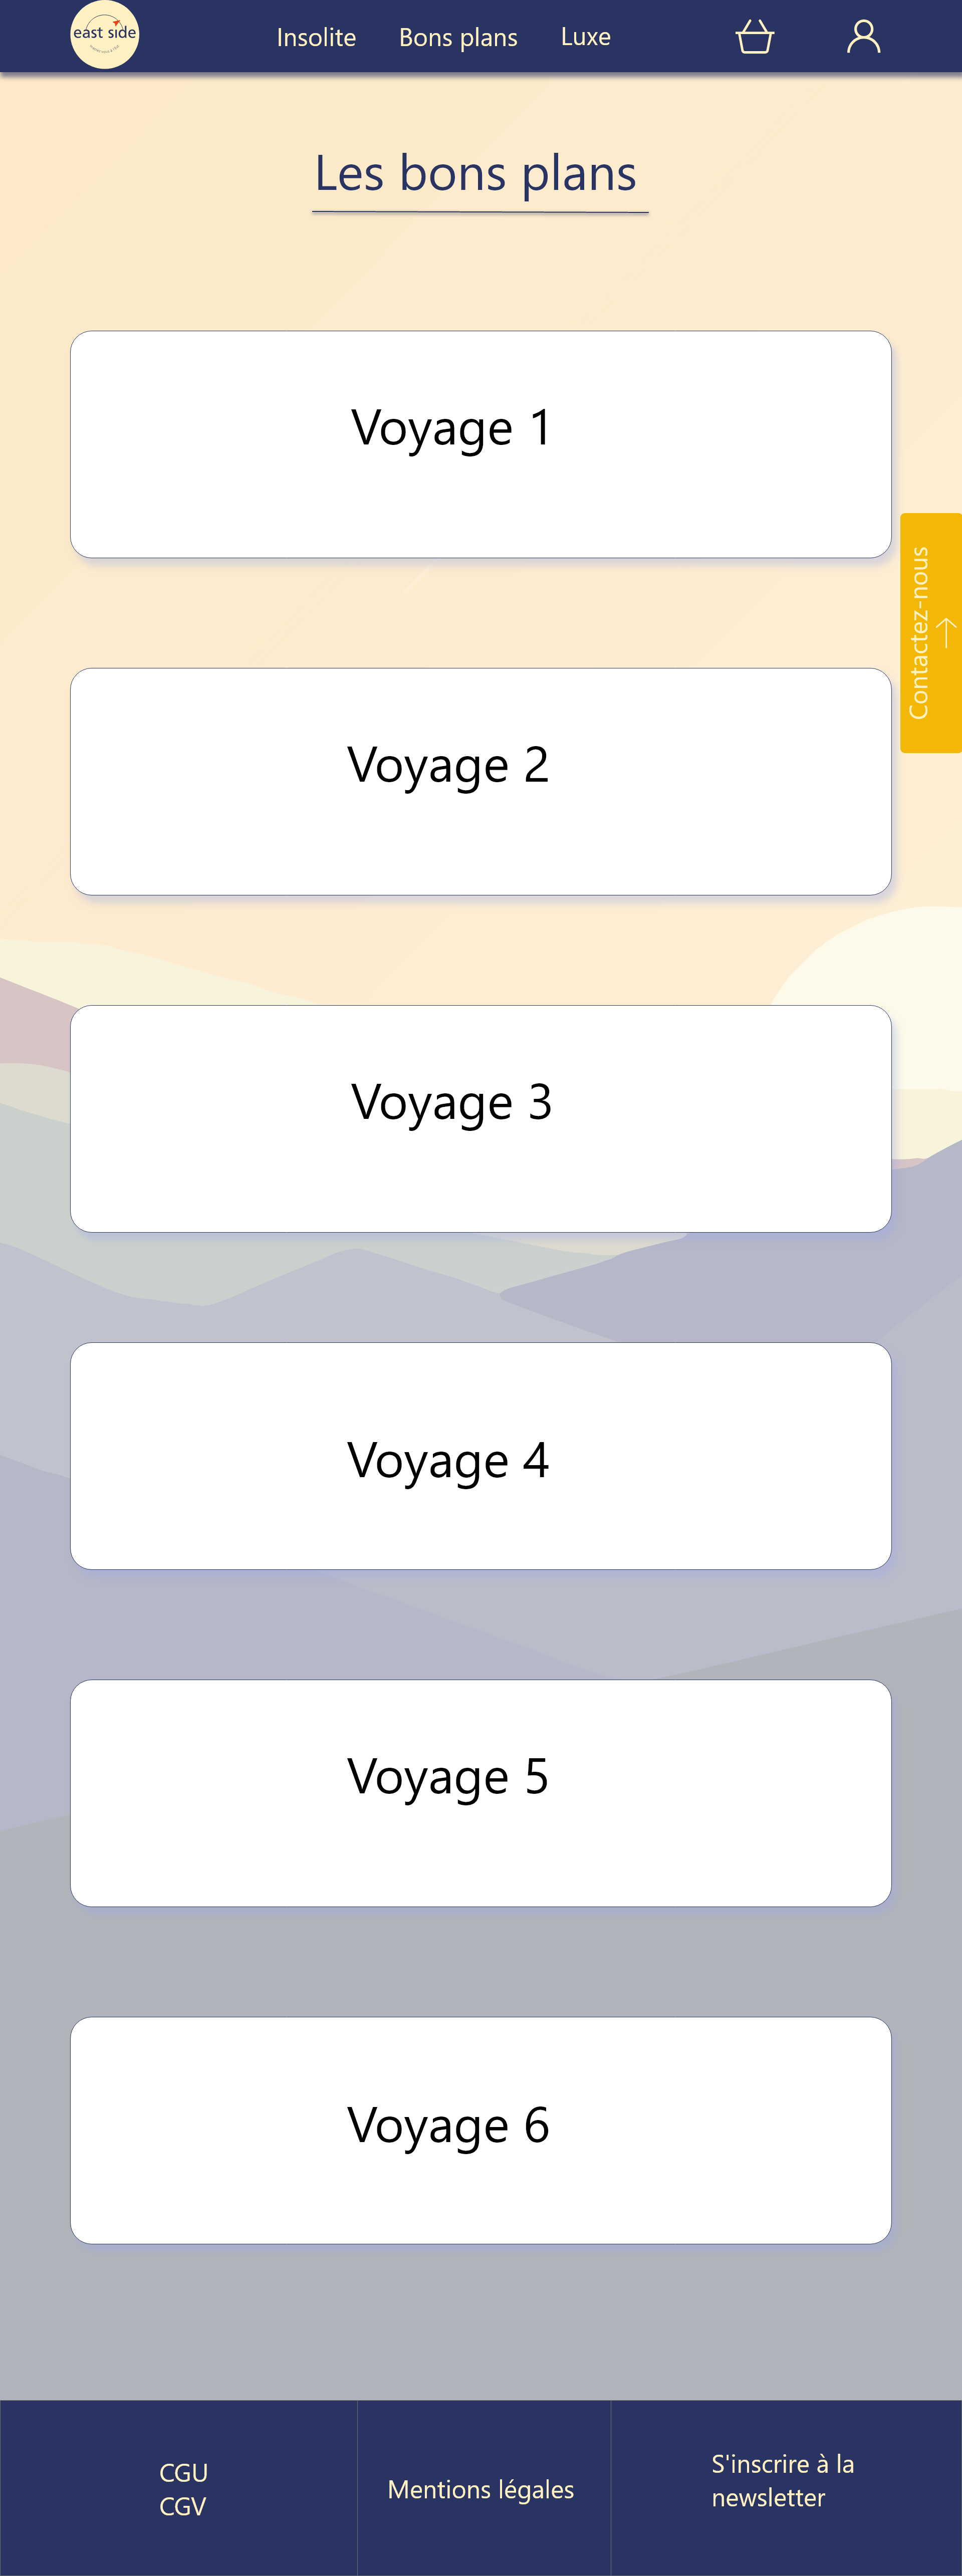 east side
Insolite
Bons plans
Luxe
Les bons plans
Voyage 1
Contactez-nous
Voyage 2
Voyage 3
Voyage 4
Voyage 5
Voyage 6
CGU
CGV
Mentions légales
S'inscrire à la
newsletter